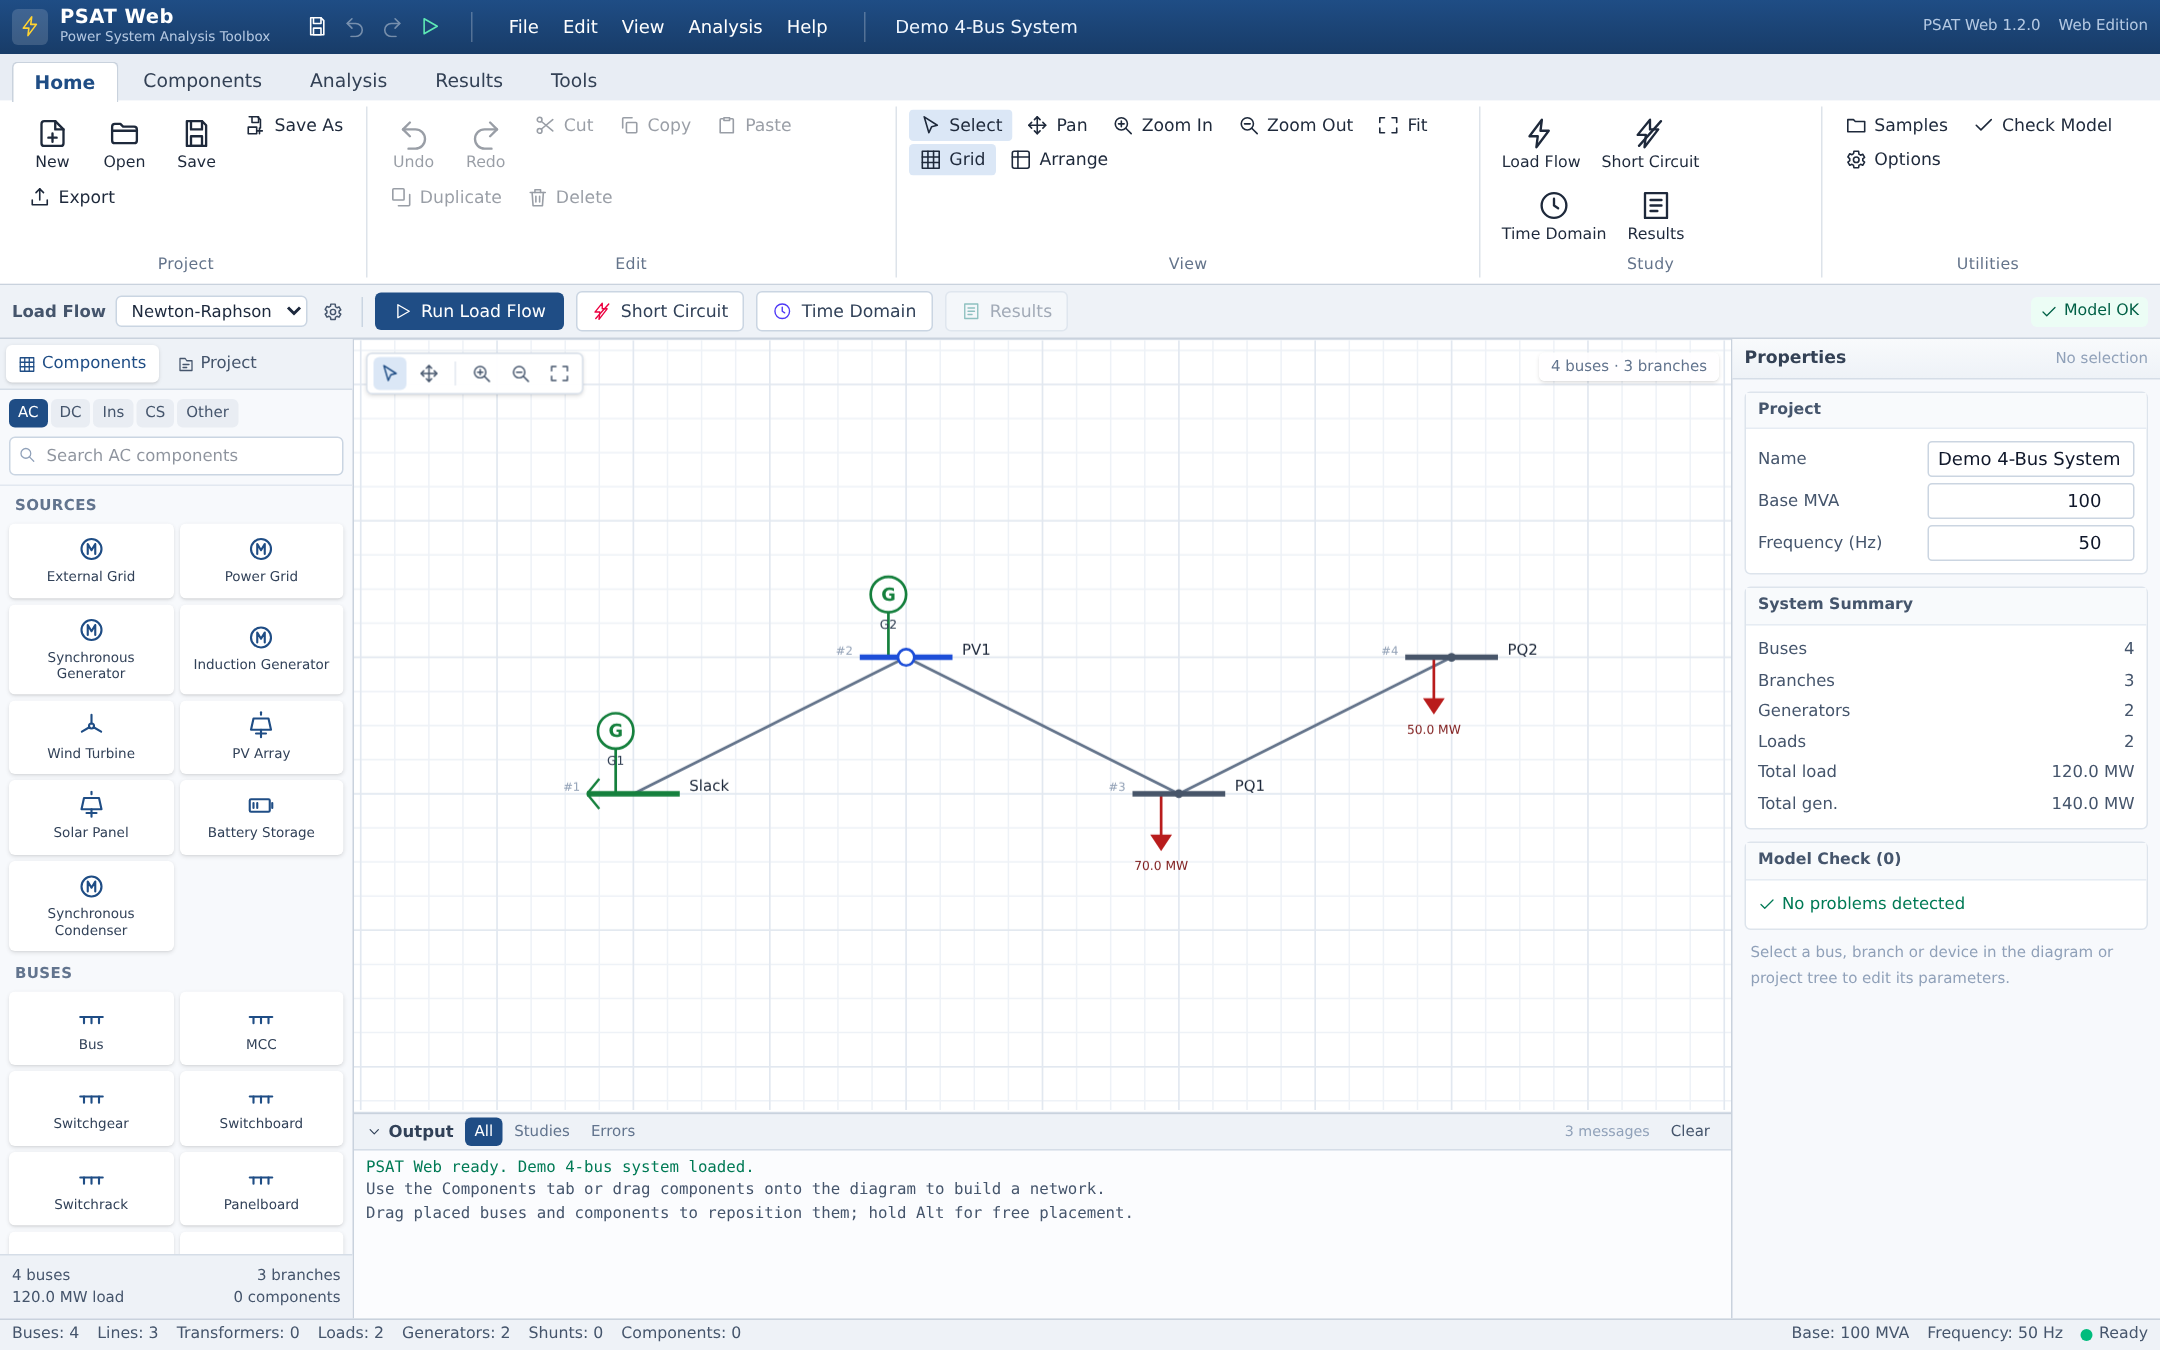 PSAT Web
Power System Analysis Toolbox
File Edit View Analysis Help
Demo 4-Bus System
PSAT Web 1.2.0 Web Edition
Home Components Analysis Results Tools
New
Open
Save
Save As
Export
Project
Undo
Redo
Cut
Copy
Paste
Duplicate
Delete
Edit
Select
Pan
Zoom In
Zoom Out
Fit
Grid
Arrange
View
Load Flow
Short Circuit
Time Domain
Results
Study
Samples
Check Model
Options
Utilities
Load Flow
Newton-Raphson
Run Load Flow
Short Circuit
Time Domain
Results
Model OK
Components
Project
AC DC Ins CS Other
Search AC components
SOURCES
External Grid
Power Grid
Synchronous
Generator
Induction Generator
Wind Turbine
PV Array
Solar Panel
Battery Storage
Synchronous
Condenser
BUSES
Bus
MCC
Switchgear
Switchboard
Switchrack
Panelboard
4 buses
3 branches
120.0 MW load
0 components
4 buses · 3 branches
G
G2
#2
PV1
#4
PQ2
50.0 MW
G
G1
#1
Slack
#3
PQ1
70.0 MW
Output
All Studies Errors
3 messages
Clear
PSAT Web ready. Demo 4-bus system loaded.
Use the Components tab or drag components onto the diagram to build a network.
Drag placed buses and components to reposition them; hold Alt for free placement.
Properties
No selection
Project
Name
Demo 4-Bus System
Base MVA
100
Frequency (Hz)
50
System Summary
Buses 4
Branches 3
Generators 2
Loads 2
Total load 120.0 MW
Total gen. 140.0 MW
Model Check (0)
No problems detected
Select a bus, branch or device in the diagram or
project tree to edit its parameters.
Buses: 4 Lines: 3 Transformers: 0 Loads: 2 Generators: 2 Shunts: 0 Components: 0
Base: 100 MVA Frequency: 50 Hz Ready